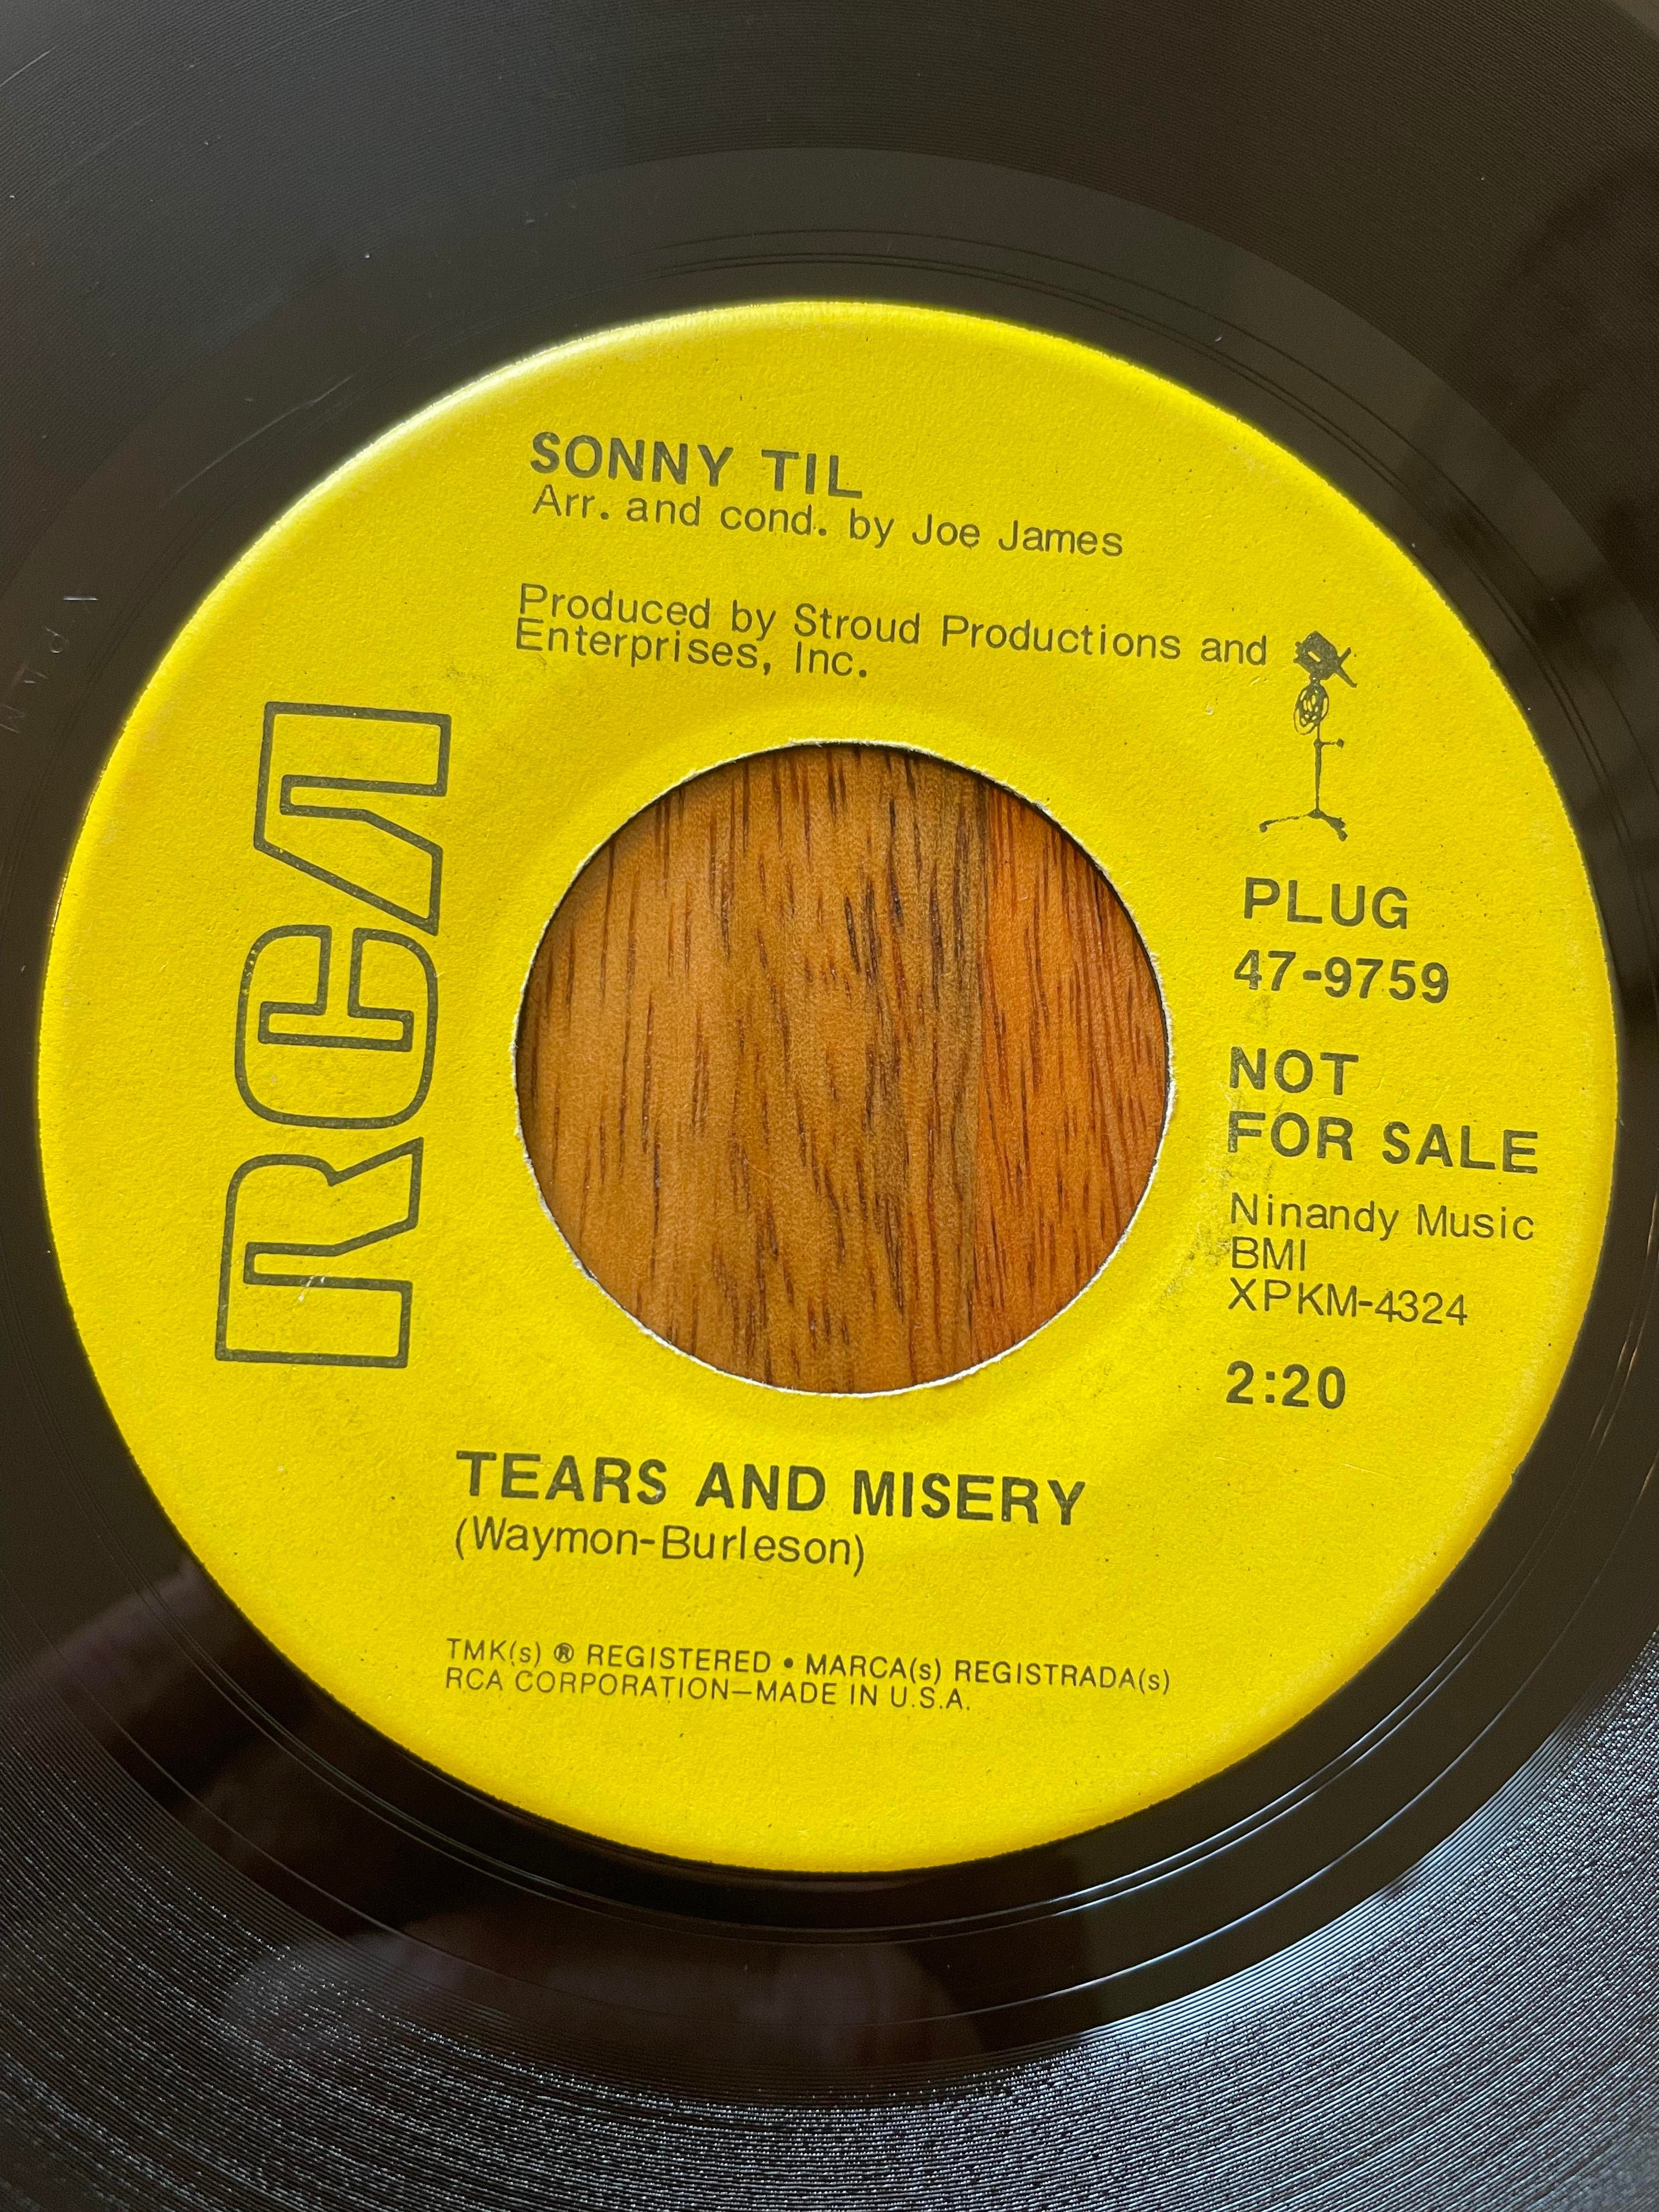 SONNY TIL
Arr. and cond. by Joe James
Produced by Stroud Productions and
Enterprises, Inc.
RCA
PLUG
47-9759
NOT
FOR SALE
Ninandy Music
BMI
XPKM-4324
2:20
TEARS AND MISERY
(Waymon-Burleson)
TMK(s) ® REGISTERED • MARCA(s) REGISTRADA(s)
RCA CORPORATION—MADE IN U.S.A.